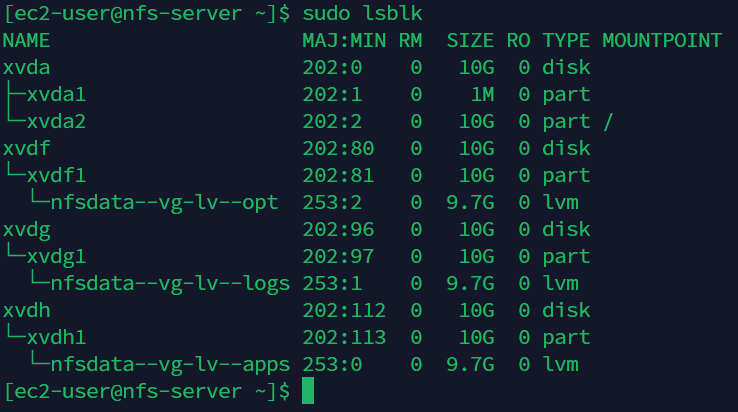 [ec2-user@nfs-server ~]$ sudo lsblk
NAME                      MAJ:MIN RM  SIZE RO TYPE MOUNTPOINT
xvda                      202:0    0   10G  0 disk
├─xvda1                   202:1    0    1M  0 part
└─xvda2                   202:2    0   10G  0 part /
xvdf                      202:80   0   10G  0 disk
└─xvdf1                   202:81   0   10G  0 part
  └─nfsdata--vg-lv--opt   253:2    0  9.7G  0 lvm
xvdg                      202:96   0   10G  0 disk
└─xvdg1                   202:97   0   10G  0 part
  └─nfsdata--vg-lv--logs  253:1    0  9.7G  0 lvm
xvdh                      202:112  0   10G  0 disk
└─xvdh1                   202:113  0   10G  0 part
  └─nfsdata--vg-lv--apps  253:0    0  9.7G  0 lvm
[ec2-user@nfs-server ~]$